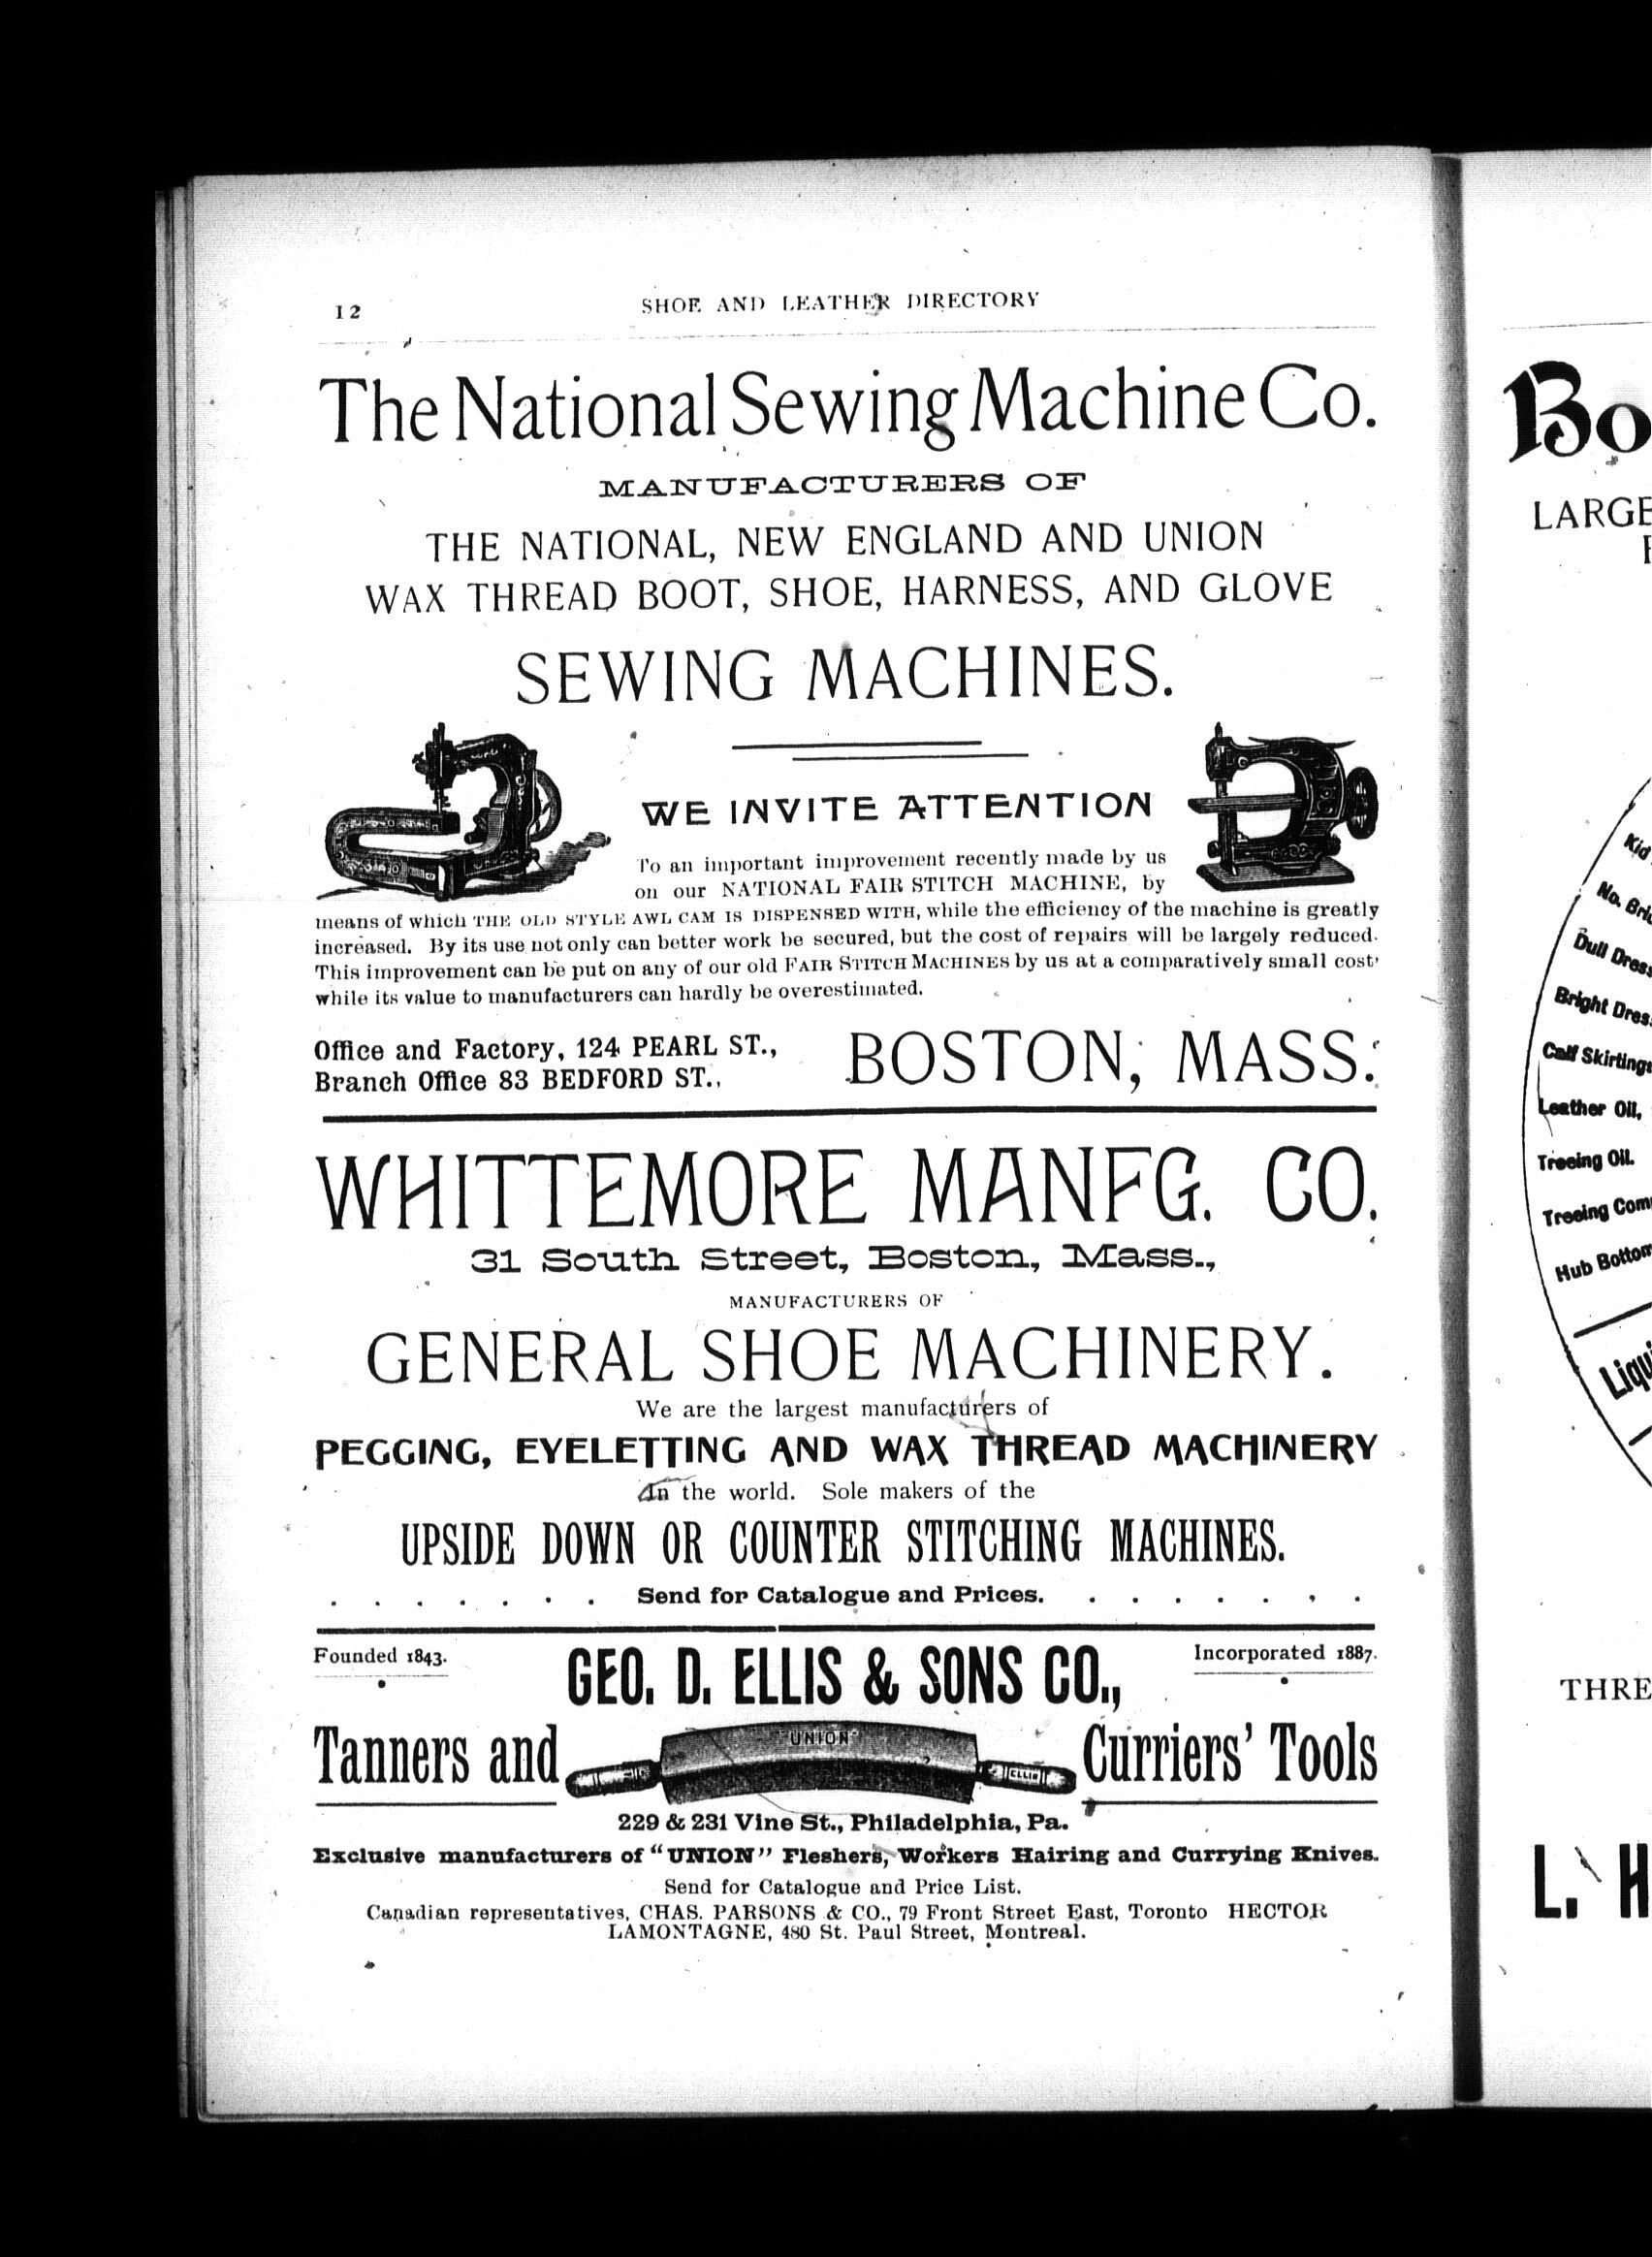 12
SHOE AND LEATHER DIRECTORY
The National Sewing Machine Co.
MANUFACTURERS OF
THE NATIONAL, NEW ENGLAND AND UNION
WAX THREAD BOOT, SHOE, HARNESS, AND GLOVE
SEWING MACHINES.
WE INVITE ATTENTION
To an important improvement recently made by us
on our NATIONAL FAIR STITCH MACHINE, by
means of which THE OLD STYLE AWL CAM IS DISPENSED WITH, while the efficiency of the machine is greatly
increased. By its use not only can better work be secured, but the cost of repairs will be largely reduced.
This improvement can be put on any of our old FAIR STITCH MACHINES by us at a comparatively small cost,
while its value to manufacturers can hardly be overestimated.
Office and Factory, 124 PEARL ST.,
Branch Office 83 BEDFORD ST.,
BOSTON, MASS.
WHITTEMORE MANFG. CO.
31 South Street, Boston, Mass.,
MANUFACTURERS OF
GENERAL SHOE MACHINERY.
We are the largest manufacturers of
PEGGING, EYELETTING AND WAX THREAD MACHINERY
In the world. Sole makers of the
UPSIDE DOWN OR COUNTER STITCHING MACHINES.
. . . . . . . Send for Catalogue and Prices. . . . . . . .
Founded 1843.
GEO. D. ELLIS & SONS CO.,
Incorporated 1887.
Tanners and
"UNION"
ELLIS
Curriers' Tools
229 & 231 Vine St., Philadelphia, Pa.
Exclusive manufacturers of "UNION" Fleshers, Workers Hairing and Currying Knives.
Send for Catalogue and Price List.
Canadian representatives, CHAS. PARSONS & CO., 79 Front Street East, Toronto HECTOR
LAMONTAGNE, 480 St. Paul Street, Montreal.
Bo
LARGE
Kid
No. Bri
Dull Dress
Bright Dres
Calf Skirtings
Leather Oil,
Treeing Oil.
Treeing Com
Hub Bottom
Liqu
THRE
L. H